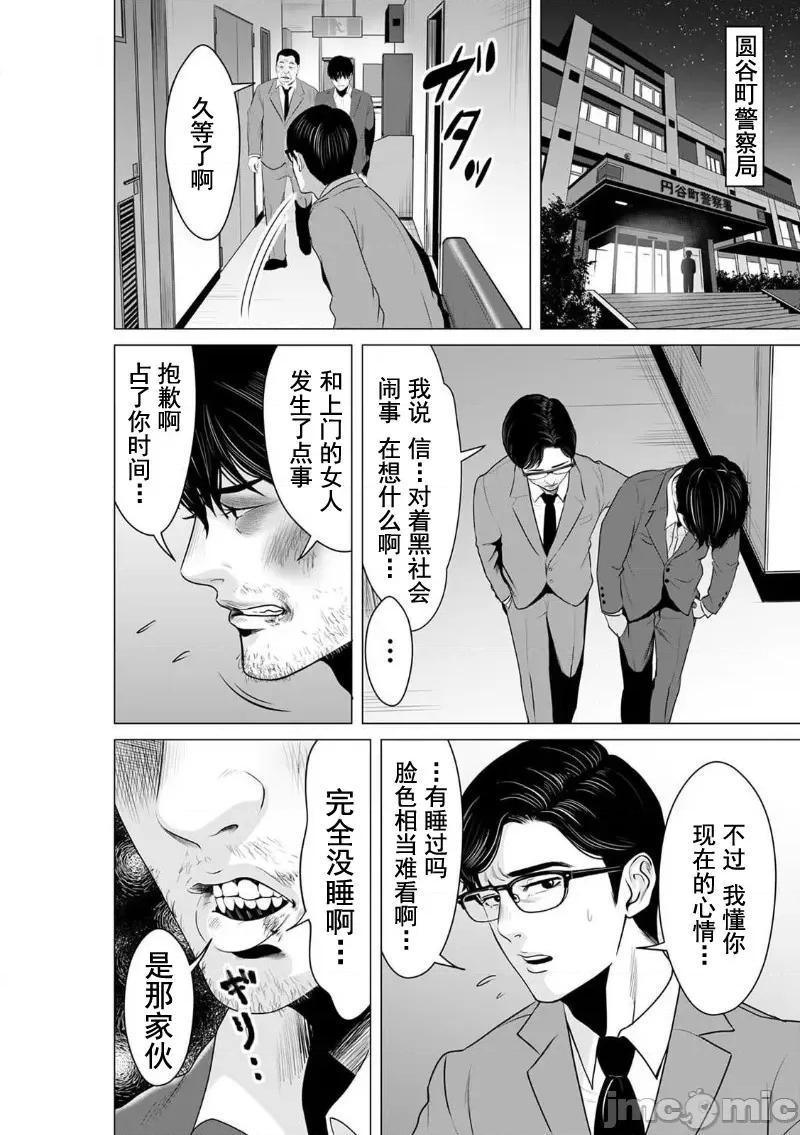 圆谷町警察局
円谷町警察署
ガタッ
久等了啊
我说 信…对着黑社会
闹事 在想什么啊…
…
和上门的女人
发生了点事
抱歉啊
占了你时间…
不过 我懂你
现在的心情…
…有睡过吗
脸色相当难看啊…
完全没睡啊…
ギリ…
是那家伙
jmc mic